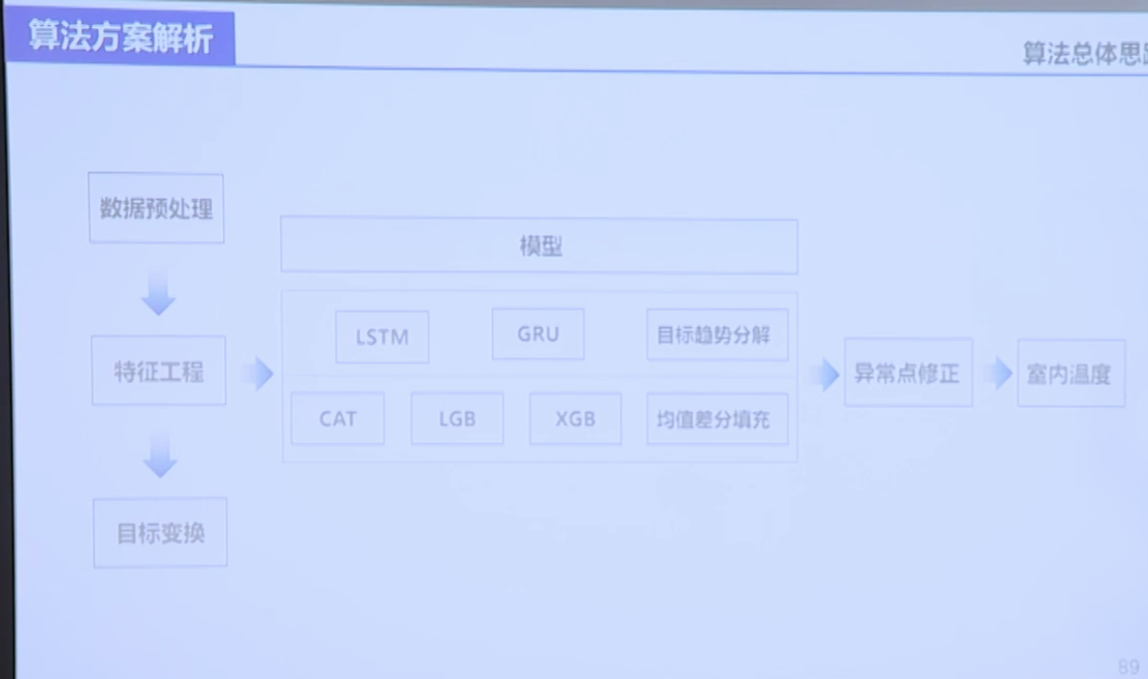 算法方案解析
算法总体思路
数据预处理
特征工程
目标变换
模型
LSTM
GRU
目标趋势分解
CAT
LGB
XGB
均值差分填充
异常点修正
室内温度
89